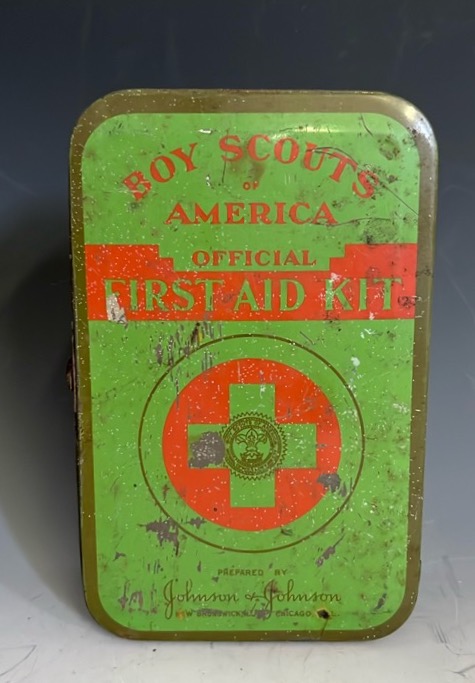 BOY SCOUTS
OF
AMERICA
OFFICIAL
FIRST AID KIT
PREPARED BY
Johnson & Johnson
CHICAGO,